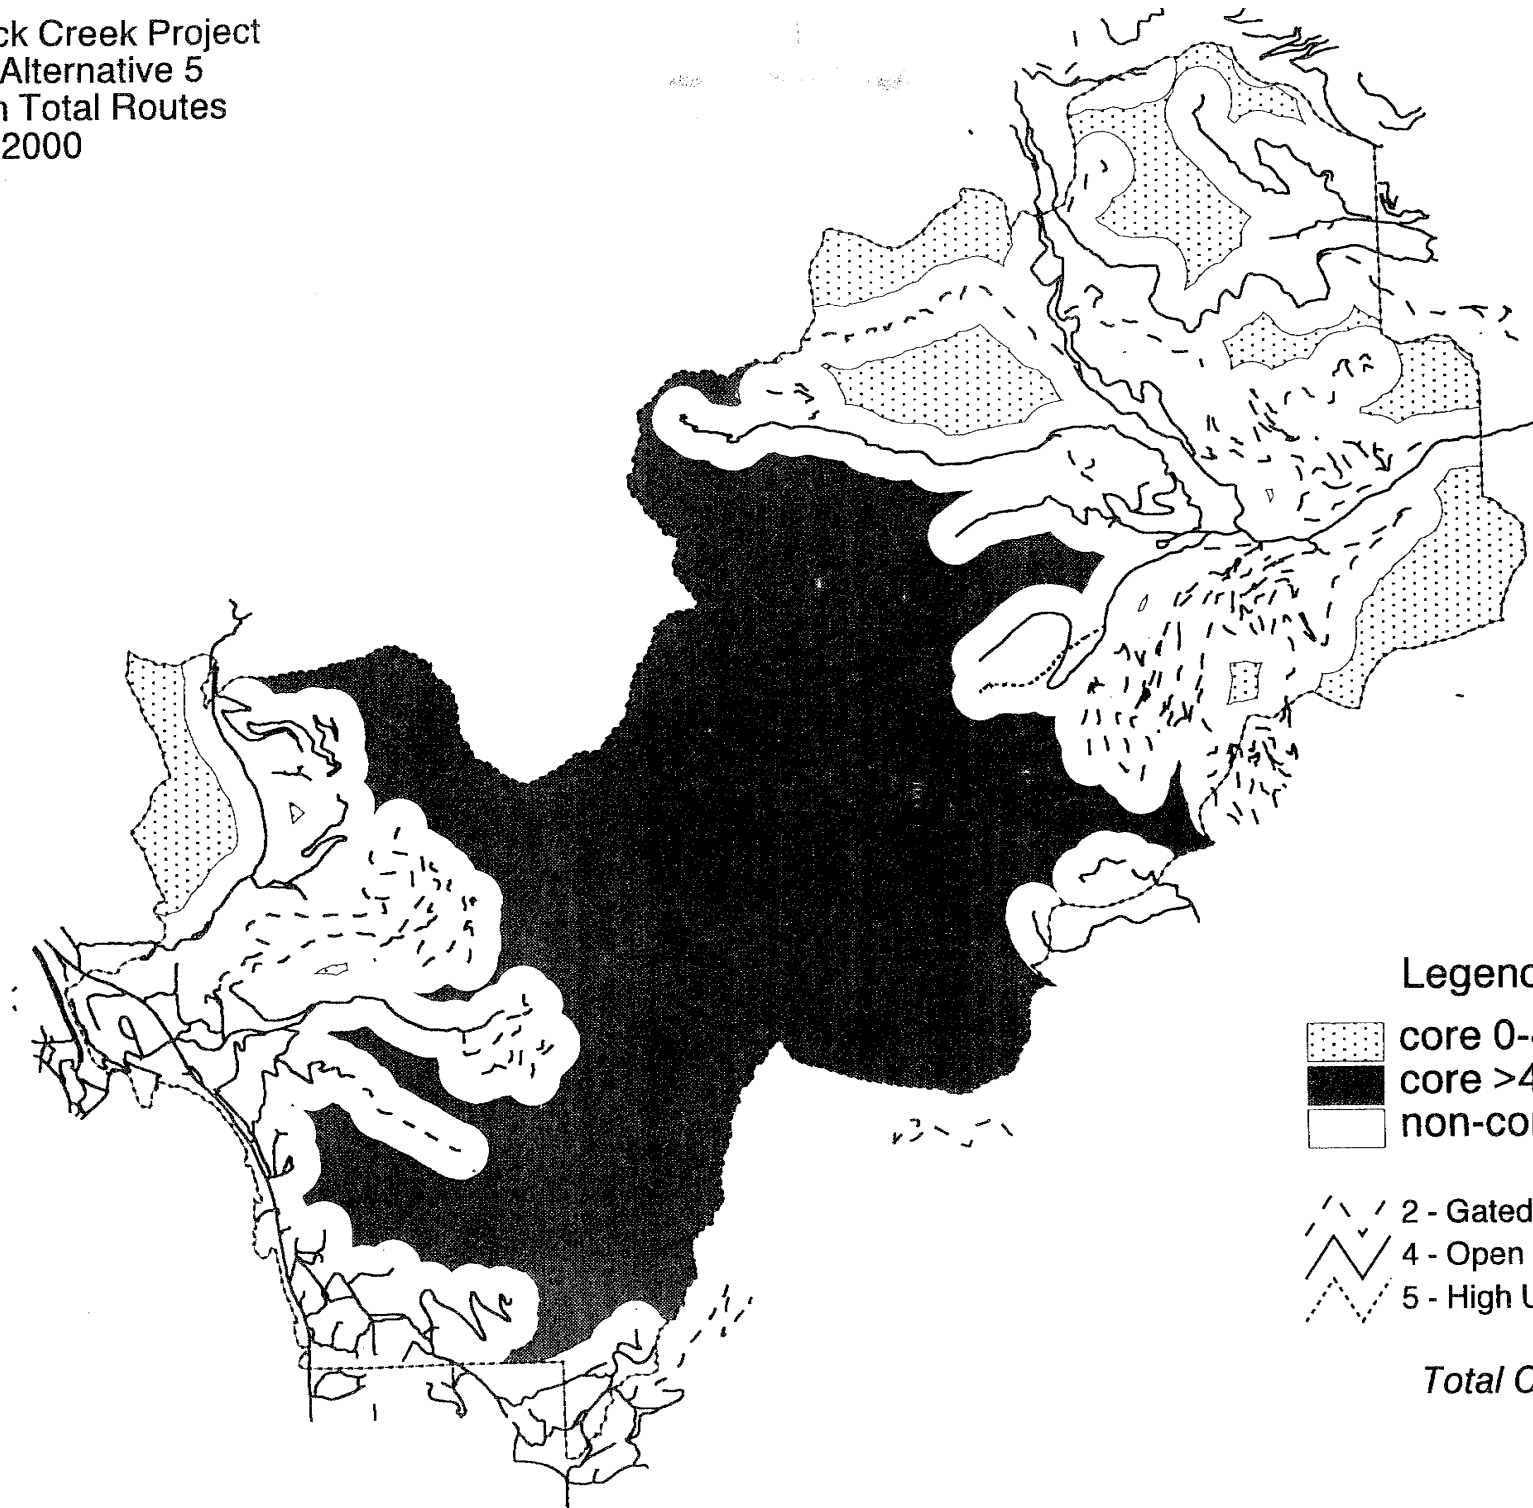 ck Creek Project
Alternative 5
n Total Routes
2000
Legend
core 0-
core >4
non-cor
2 - Gated
4 - Open
5 - High U
Total C